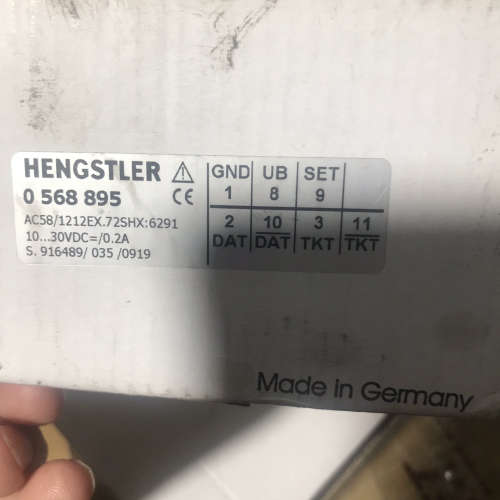 HENGSTLER
0 568 895
CE
AC58/1212EX.72SHX:6291
10...30VDC=/0.2A
S. 916489/ 035 /0919
GND UB SET
1 8 9
2 10 3 11
DAT DAT TKT TKT
Made in Germany